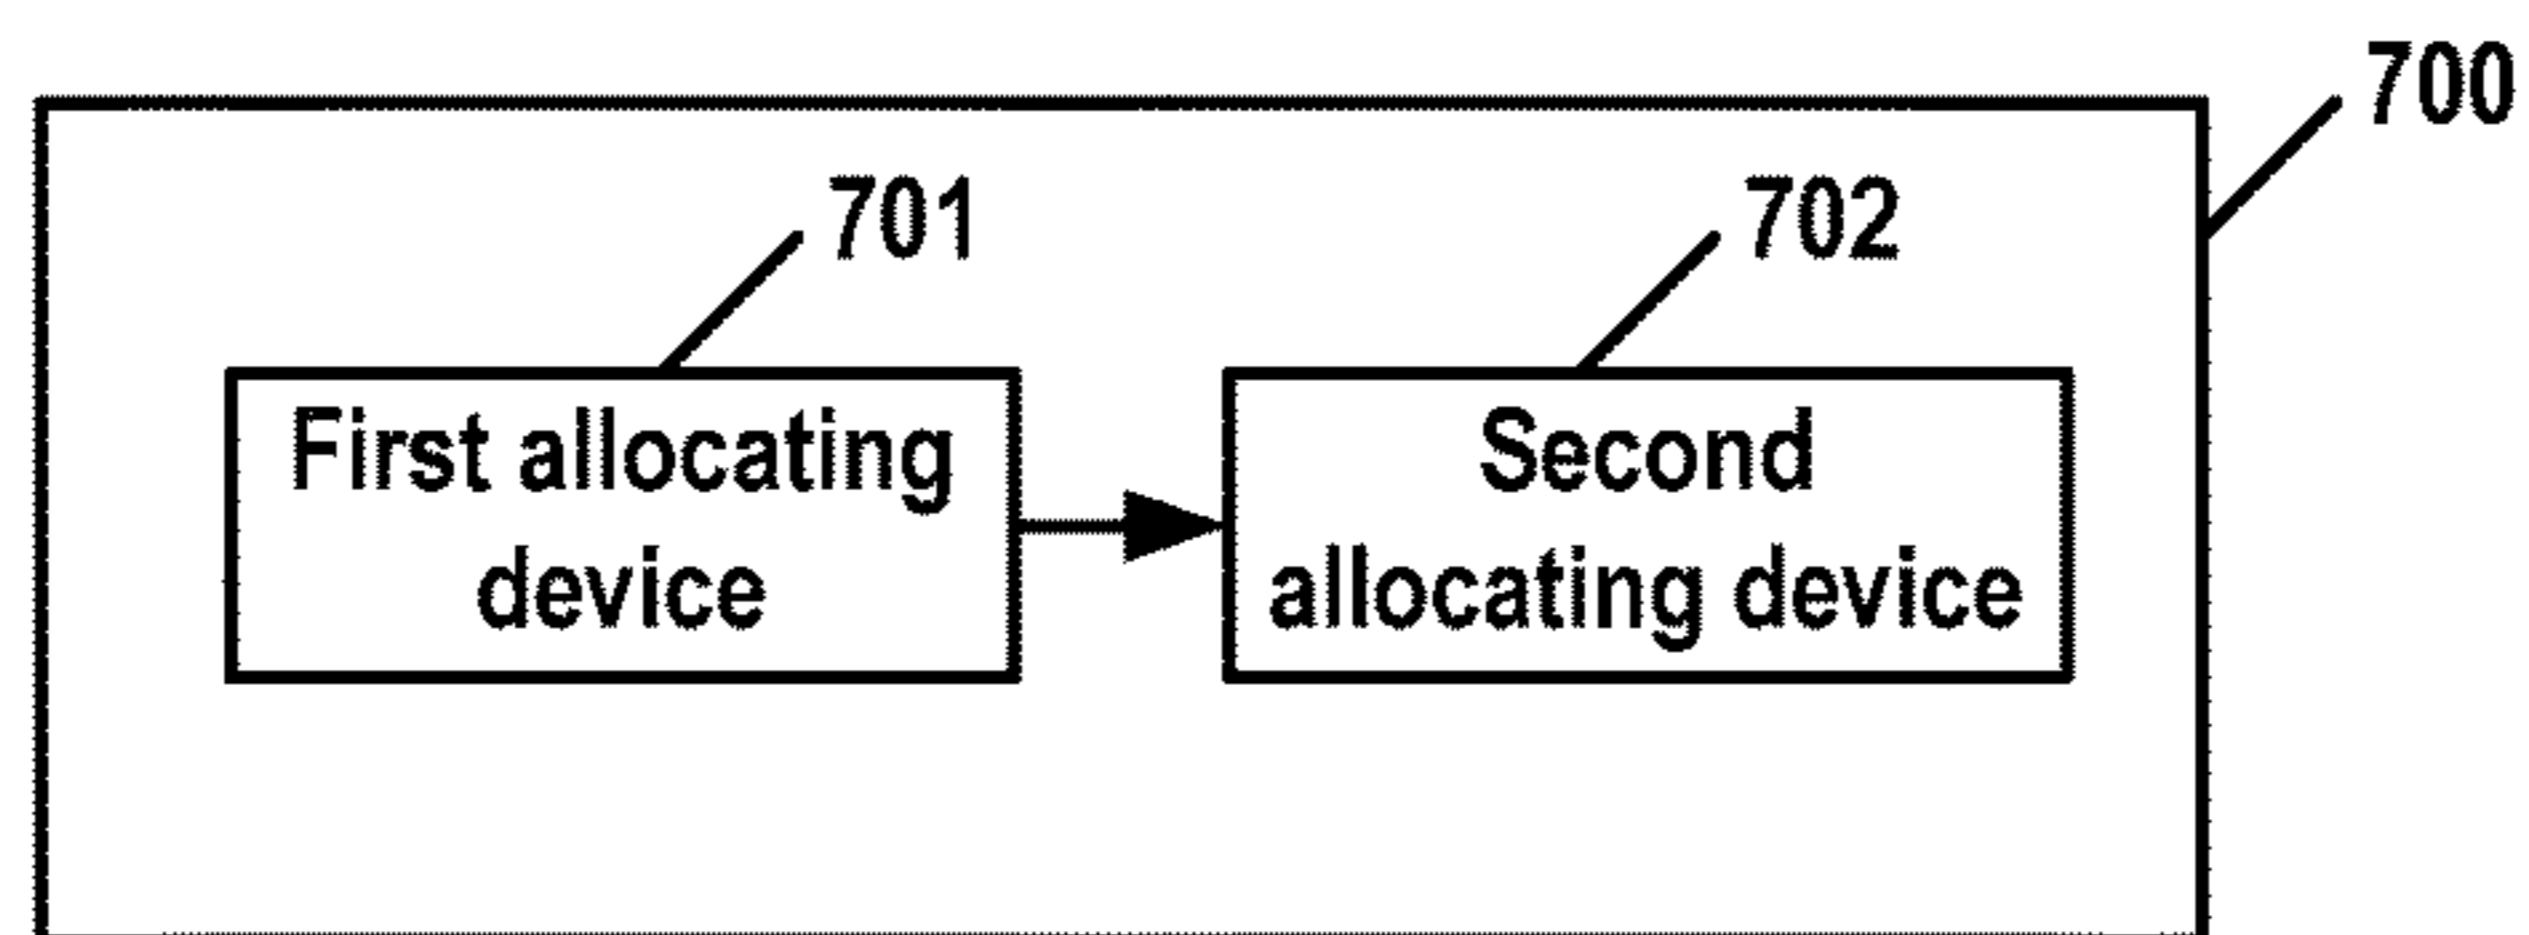 700
701
702
First allocating
device
Second
allocating device